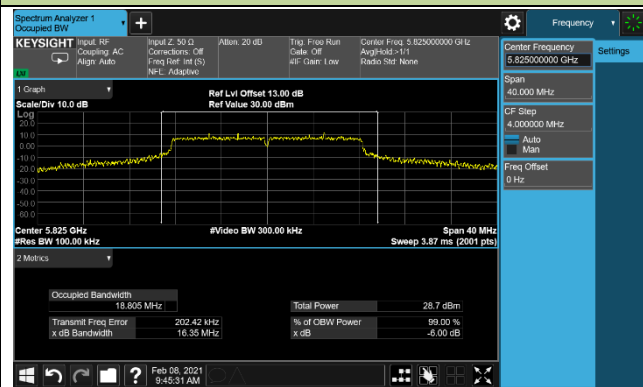 Spectrum Analyzer 1
Occupied BW
Frequency
KEYSIGHT
Input: RF
Coupling: AC
Align: Auto
Input Z: 50 Ω
Corrections: Off
Freq Ref: Int (S)
NFE: Adaptive
Atten: 20 dB
Trig: Free Run
Gate: Off
#IF Gain: Low
Center Freq: 5.825000000 GHz
Avg|Hold:>1/1
Radio Std: None
Center Frequency
5.825000000 GHz
Settings
Span
40.000 MHz
CF Step
4.000000 MHz
Auto
Man
Freq Offset
0 Hz
1 Graph
Scale/Div 10.0 dB
Ref Lvl Offset 13.00 dB
Ref Value 30.00 dBm
Log
20.0
10.0
0.00
-10.0
-20.0
-30.0
-40.0
-50.0
-60.0
Center 5.825 GHz
#Video BW 300.00 kHz
Span 40 MHz
#Res BW 100.00 kHz
Sweep 3.87 ms (2001 pts)
2 Metrics
Occupied Bandwidth
18.805 MHz
Total Power 28.7 dBm
Transmit Freq Error 202.42 kHz
% of OBW Power 99.00 %
x dB Bandwidth 16.35 MHz
x dB -6.00 dB
Feb 08, 2021
9:45:31 AM